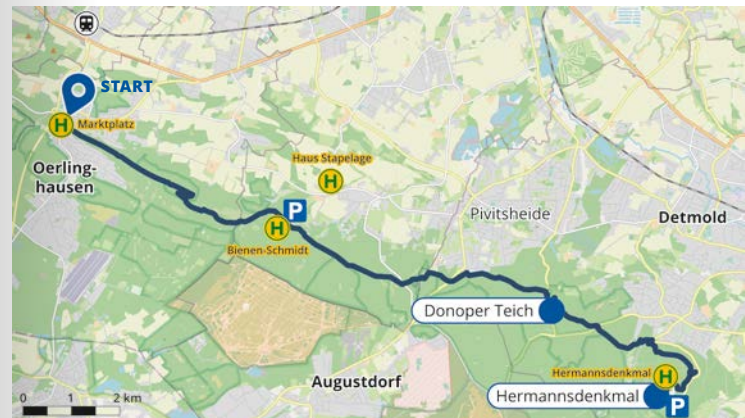 START
H
Marktplatz
Oerling-
hausen
Haus Stapelage
H
P
H
Bienen-Schmidt
Pivitsheide
Detmold
Donoper Teich
Hermannsdenkmal
H
Augustdorf
Hermannsdenkmal
P
0 1 2 km